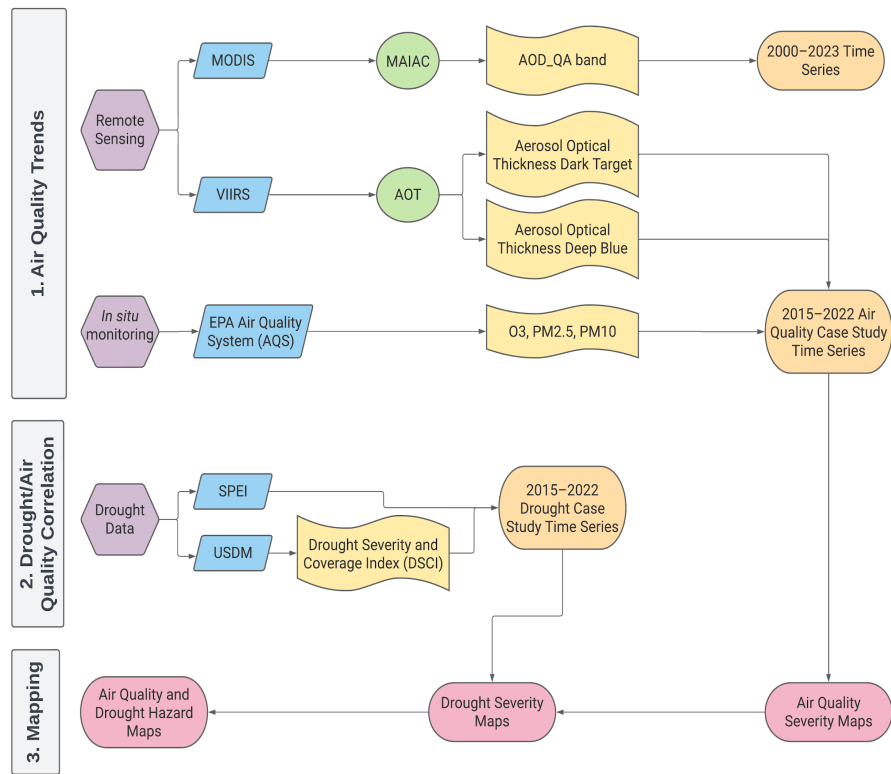 1. Air Quality Trends
Remote
Sensing
MODIS
MAIAC
AOD_QA band
2000–2023 Time
Series
VIIRS
AOT
Aerosol Optical
Thickness Dark Target
Aerosol Optical
Thickness Deep Blue
In situ
monitoring
EPA Air Quality
System (AQS)
O3, PM2.5, PM10
2015–2022 Air
Quality Case Study
Time Series
2. Drought/Air
Quality Correlation
Drought
Data
SPEI
USDM
Drought Severity and
Coverage Index (DSCI)
2015–2022
Drought Case
Study Time Series
3. Mapping
Air Quality and
Drought Hazard
Maps
Drought Severity
Maps
Air Quality
Severity Maps